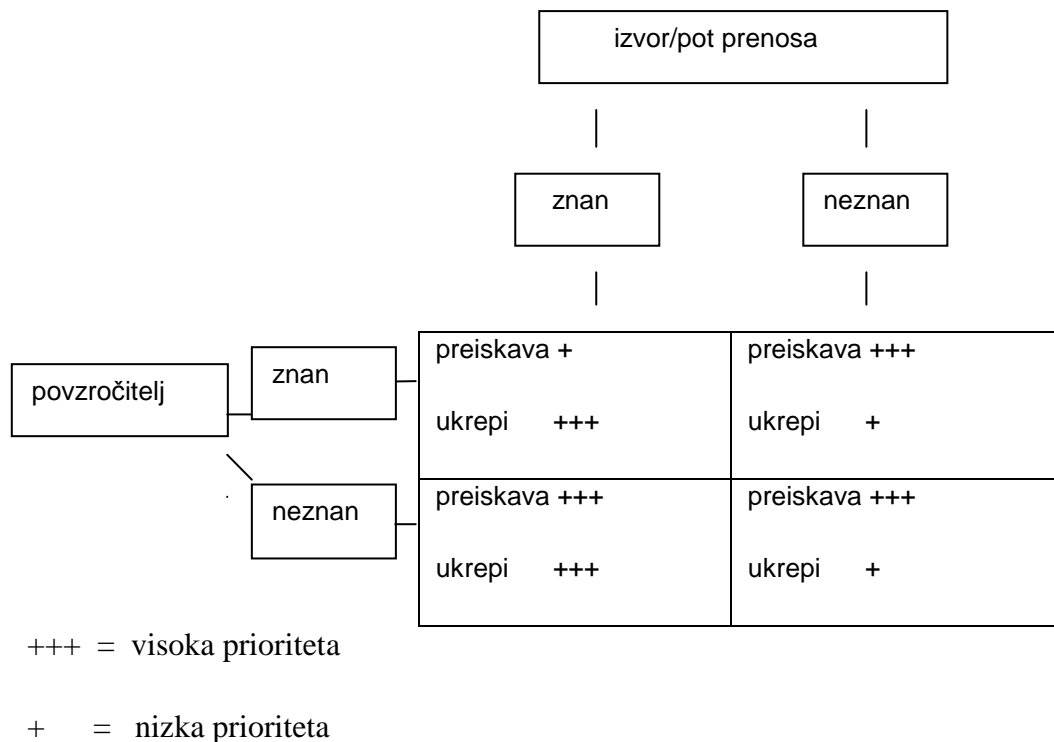 izvor/pot prenosa
znan neznan
povzročitelj
znan
preiskava + preiskava +++
ukrepi +++ ukrepi +
neznan
preiskava +++ preiskava +++
ukrepi +++ ukrepi +
+++ = visoka prioriteta
+ = nizka prioriteta